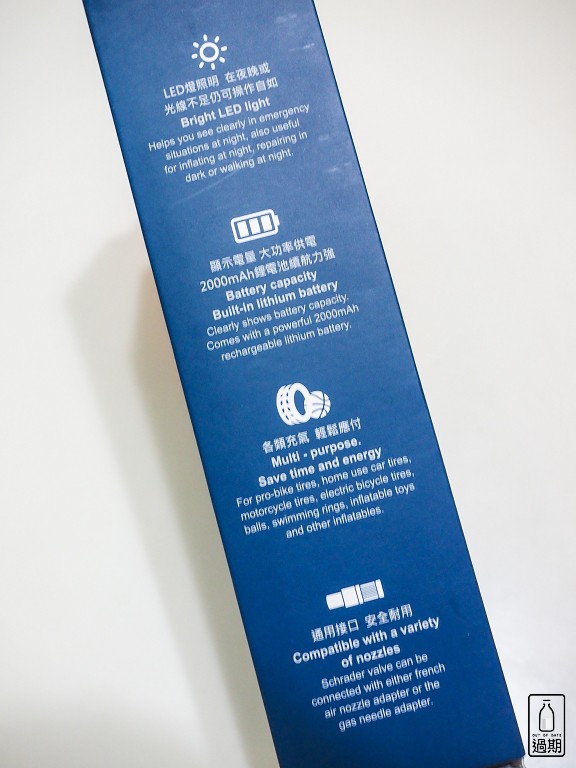 LED燈照明 在夜晚或
光線不足仍可操作自如
Bright LED light
Helps you see clearly in emergency
situations at night, also useful
for inflating at night, repairing in
dark or walking at night.
顯示電量 大功率供電
2000mAh鋰電池續航力強
Battery capacity
Built-in lithium battery
Clearly shows battery capacity.
Comes with a powerful 2000mAh
rechargeable lithium battery.
各類充氣 輕鬆應付
Multi - purpose.
Save time and energy
For pro-bike tires, home use car tires,
motorcycle tires, electric bicycle tires,
balls, swimming rings, inflatable toys
and other inflatables.
通用接口 安全耐用
Compatible with a variety
of nozzles
Schrader valve can be
connected with either french
air nozzle adapter or the
gas needle adapter.
OUT OF DATE
過期